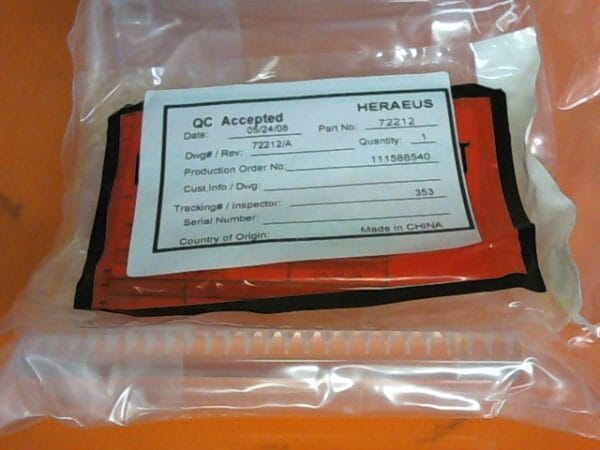 HERAEUS
QC Accepted
Date: 05/24/08 Part No: 72212
Dwg# / Rev: 72212/A Quantity: 1
Production Order No: 111588540
Cust.Info / Dwg:
Tracking# / Inspector: 353
Serial Number:
Country of Origin: Made in CHINA